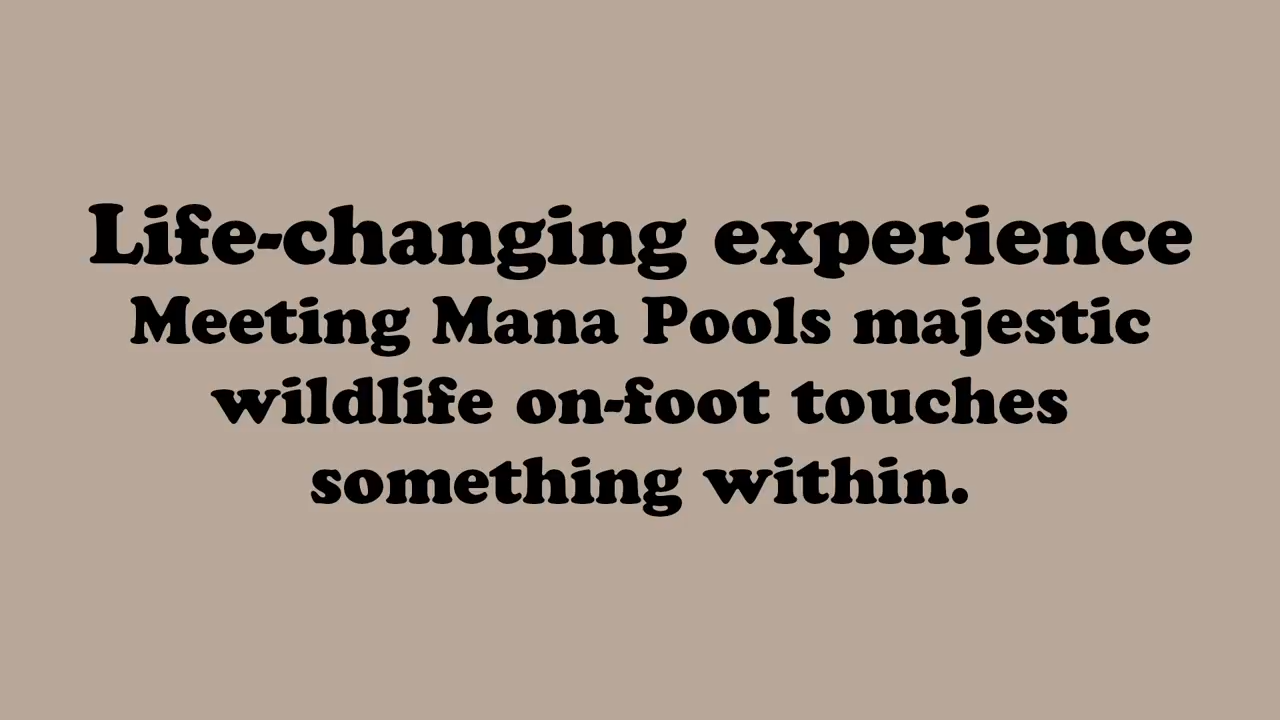 Life-changing experience
Meeting Mana Pools majestic
wildlife on-foot touches
something within.